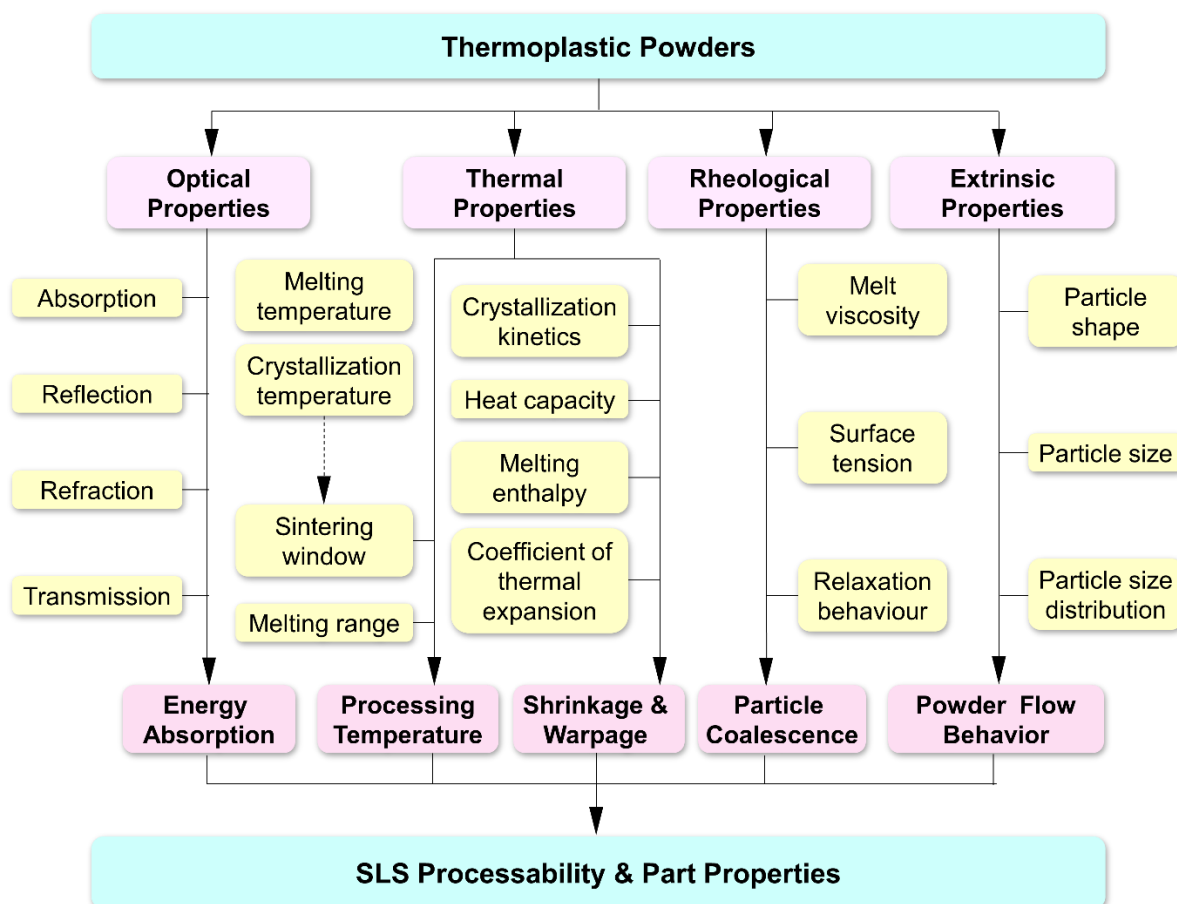 Thermoplastic Powders
Optical
Properties
Thermal
Properties
Rheological
Properties
Extrinsic
Properties
Absorption
Reflection
Refraction
Transmission
Melting
temperature
Crystallization
temperature
Sintering
window
Melting range
Crystallization
kinetics
Heat capacity
Melting
enthalpy
Coefficient of
thermal
expansion
Melt
viscosity
Surface
tension
Relaxation
behaviour
Particle
shape
Particle size
Particle size
distribution
Energy
Absorption
Processing
Temperature
Shrinkage &
Warpage
Particle
Coalescence
Powder Flow
Behavior
SLS Processability & Part Properties